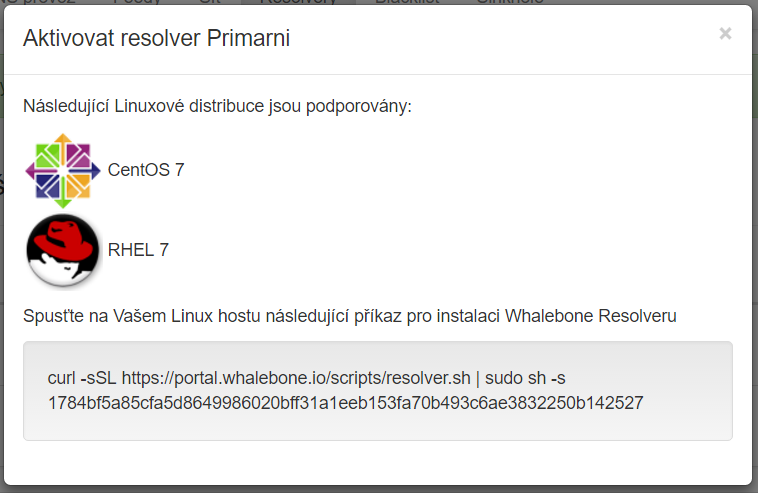 Aktivovat resolver Primarni
×
Následující Linuxové distribuce jsou podporovány:
CentOS 7
RHEL 7
Spusťte na Vašem Linux hostu následující příkaz pro instalaci Whalebone Resolveru
curl -sSL https://portal.whalebone.io/scripts/resolver.sh | sudo sh -s
1784bf5a85cfa5d8649986020bff31a1eeb153fa70b493c6ae3832250b142527